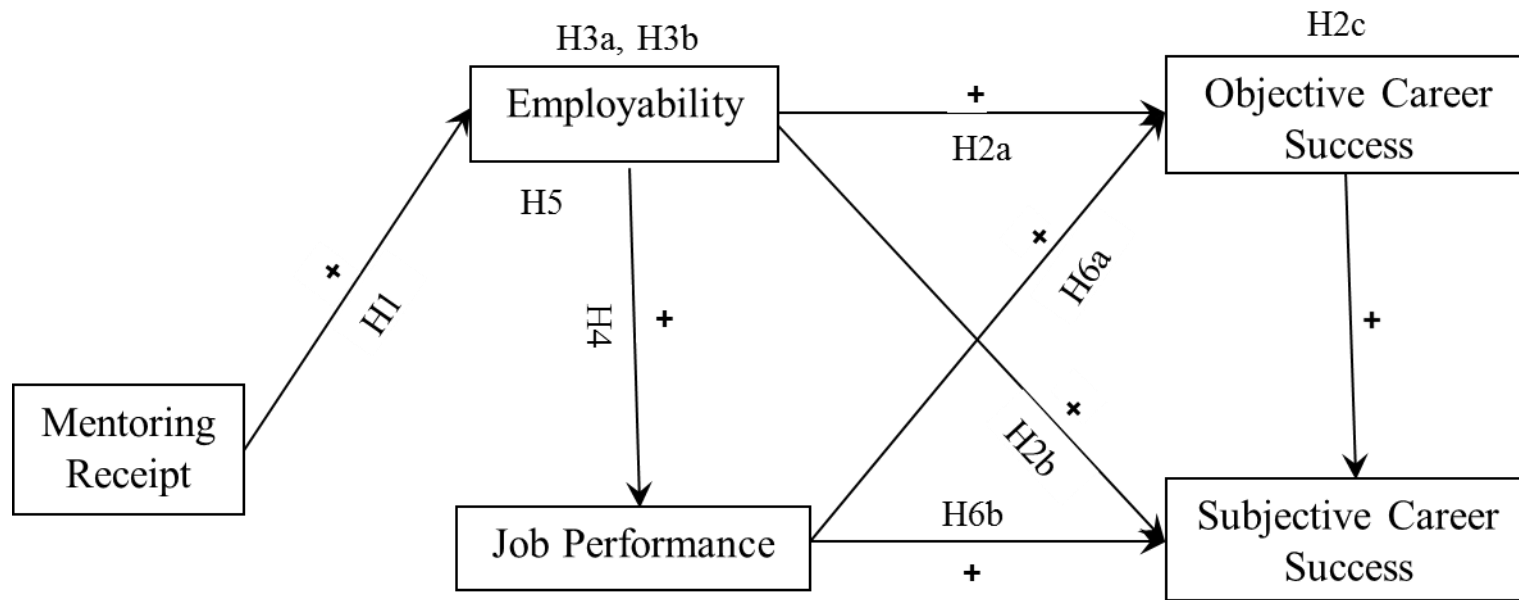 H3a, H3b
H2c
Employability
+
Objective Career
Success
H2a
H5
+
H6a
+
H1
H4
+
+
Mentoring
Receipt
+
H2b
Job Performance
H6b
+
Subjective Career
Success